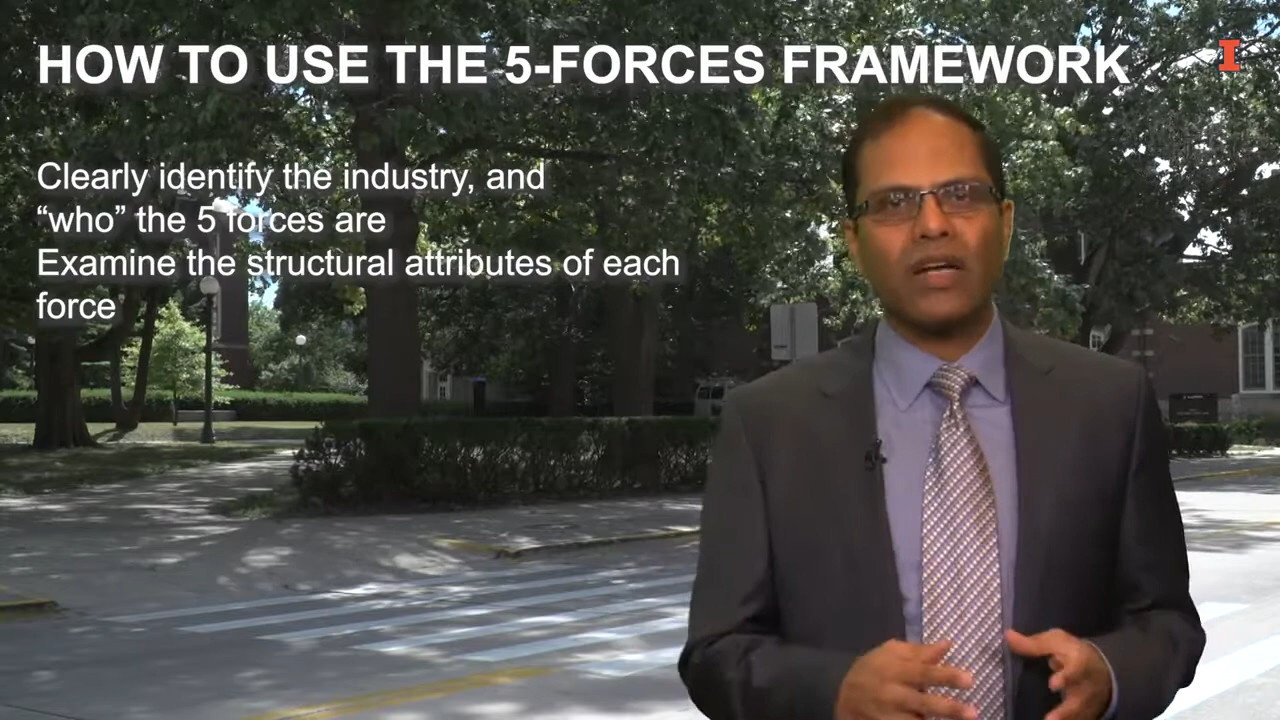 HOW TO USE THE 5-FORCES FRAMEWORK
I
Clearly identify the industry, and
“who” the 5 forces are
Examine the structural attributes of each
force